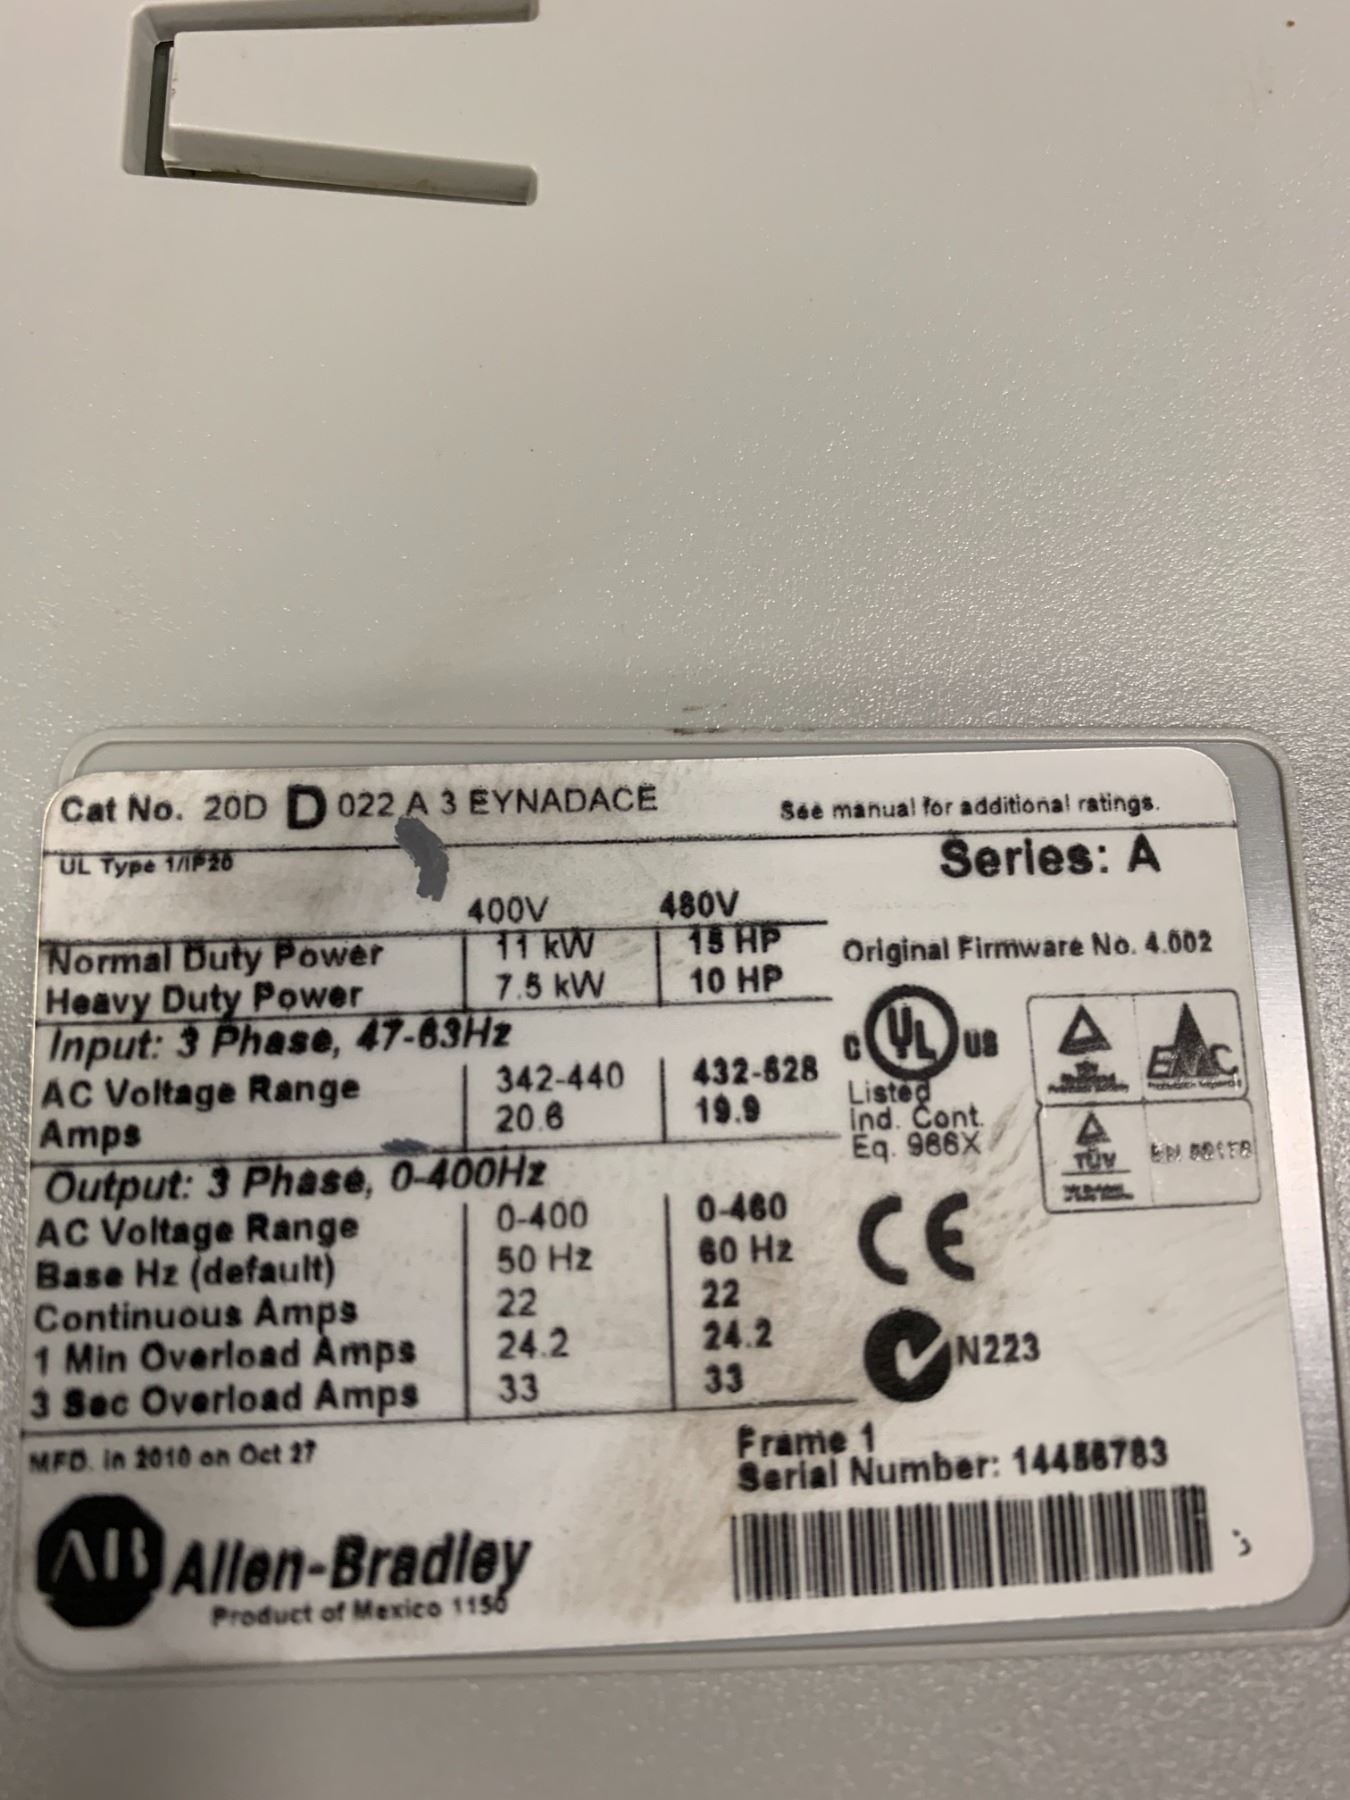 Cat No. 20D D 022 A 3 EYNADACE
See manual for additional ratings.
UL Type 1/IP20
Series: A
400V 480V
Normal Duty Power 11 kW 15 HP
Heavy Duty Power 7.5 kW 10 HP
Original Firmware No. 4.002
Input: 3 Phase, 47-63Hz
AC Voltage Range 342-440 432-528
Amps 20.6 19.9
C UL US
Listed
Ind. Cont.
Eq. 966X
EMC
TÜV
Output: 3 Phase, 0-400Hz
AC Voltage Range 0-400 0-460
Base Hz (default) 50 Hz 60 Hz
Continuous Amps 22 22
1 Min Overload Amps 24.2 24.2
3 Sec Overload Amps 33 33
CE
N223
MFD. in 2010 on Oct 27
Frame 1
Serial Number:
AB Allen-Bradley
Product of Mexico 1150